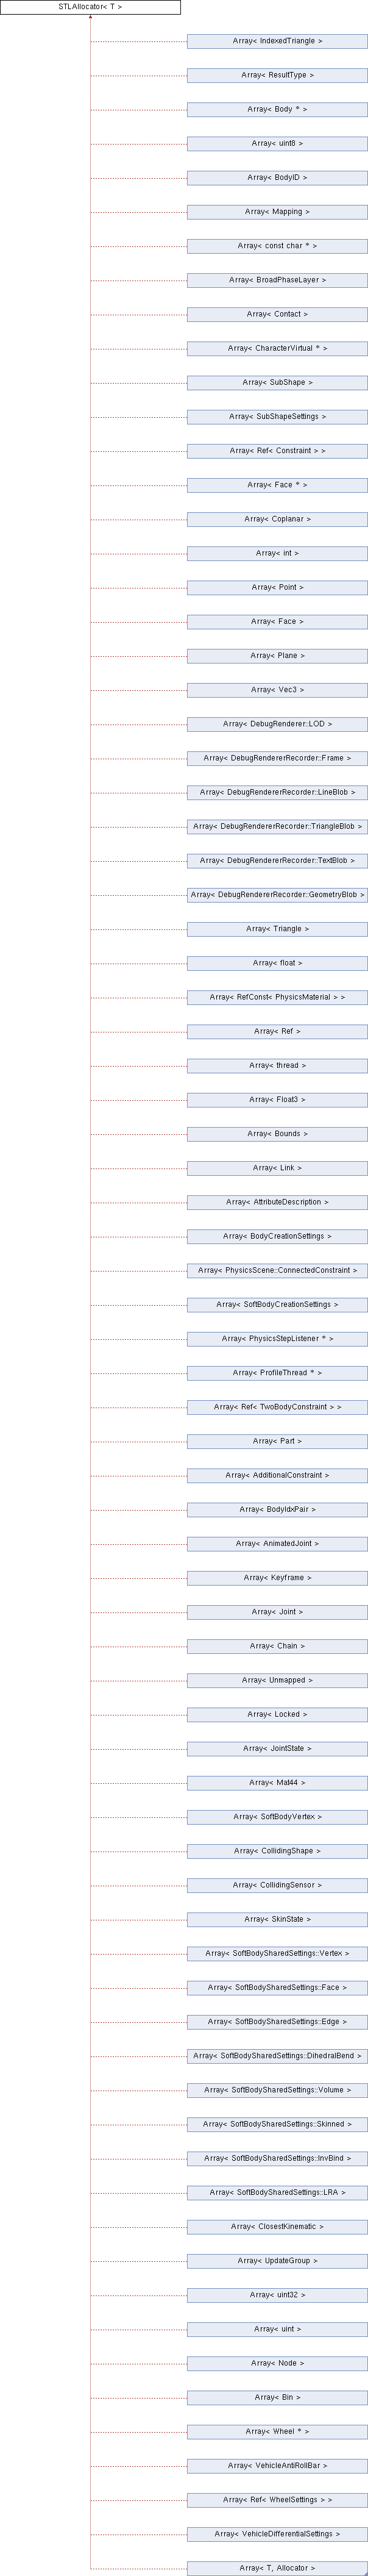 STLAllocator< T >
Array< IndexedTriangle >
Array< ResultType >
Array< Body * >
Array< uint8 >
Array< BodyID >
Array< Mapping >
Array< const char * >
Array< BroadPhaseLayer >
Array< Contact >
Array< CharacterVirtual * >
Array< SubShape >
Array< SubShapeSettings >
Array< Ref< Constraint > >
Array< Face * >
Array< Coplanar >
Array< int >
Array< Point >
Array< Face >
Array< Plane >
Array< Vec3 >
Array< DebugRenderer::LOD >
Array< DebugRendererRecorder::Frame >
Array< DebugRendererRecorder::LineBlob >
Array< DebugRendererRecorder::TriangleBlob >
Array< DebugRendererRecorder::TextBlob >
Array< DebugRendererRecorder::GeometryBlob >
Array< Triangle >
Array< float >
Array< RefConst< PhysicsMaterial > >
Array< Ref >
Array< thread >
Array< Float3 >
Array< Bounds >
Array< Link >
Array< AttributeDescription >
Array< BodyCreationSettings >
Array< PhysicsScene::ConnectedConstraint >
Array< SoftBodyCreationSettings >
Array< PhysicsStepListener * >
Array< ProfileThread * >
Array< Ref< TwoBodyConstraint > >
Array< Part >
Array< AdditionalConstraint >
Array< BodyIdxPair >
Array< AnimatedJoint >
Array< Keyframe >
Array< Joint >
Array< Chain >
Array< Unmapped >
Array< Locked >
Array< JointState >
Array< Mat44 >
Array< SoftBodyVertex >
Array< CollidingShape >
Array< CollidingSensor >
Array< SkinState >
Array< SoftBodySharedSettings::Vertex >
Array< SoftBodySharedSettings::Face >
Array< SoftBodySharedSettings::Edge >
Array< SoftBodySharedSettings::DihedralBend >
Array< SoftBodySharedSettings::Volume >
Array< SoftBodySharedSettings::Skinned >
Array< SoftBodySharedSettings::InvBind >
Array< SoftBodySharedSettings::LRA >
Array< ClosestKinematic >
Array< UpdateGroup >
Array< uint32 >
Array< uint >
Array< Node >
Array< Bin >
Array< Wheel * >
Array< VehicleAntiRollBar >
Array< Ref< WheelSettings > >
Array< VehicleDifferentialSettings >
Array< T, Allocator >